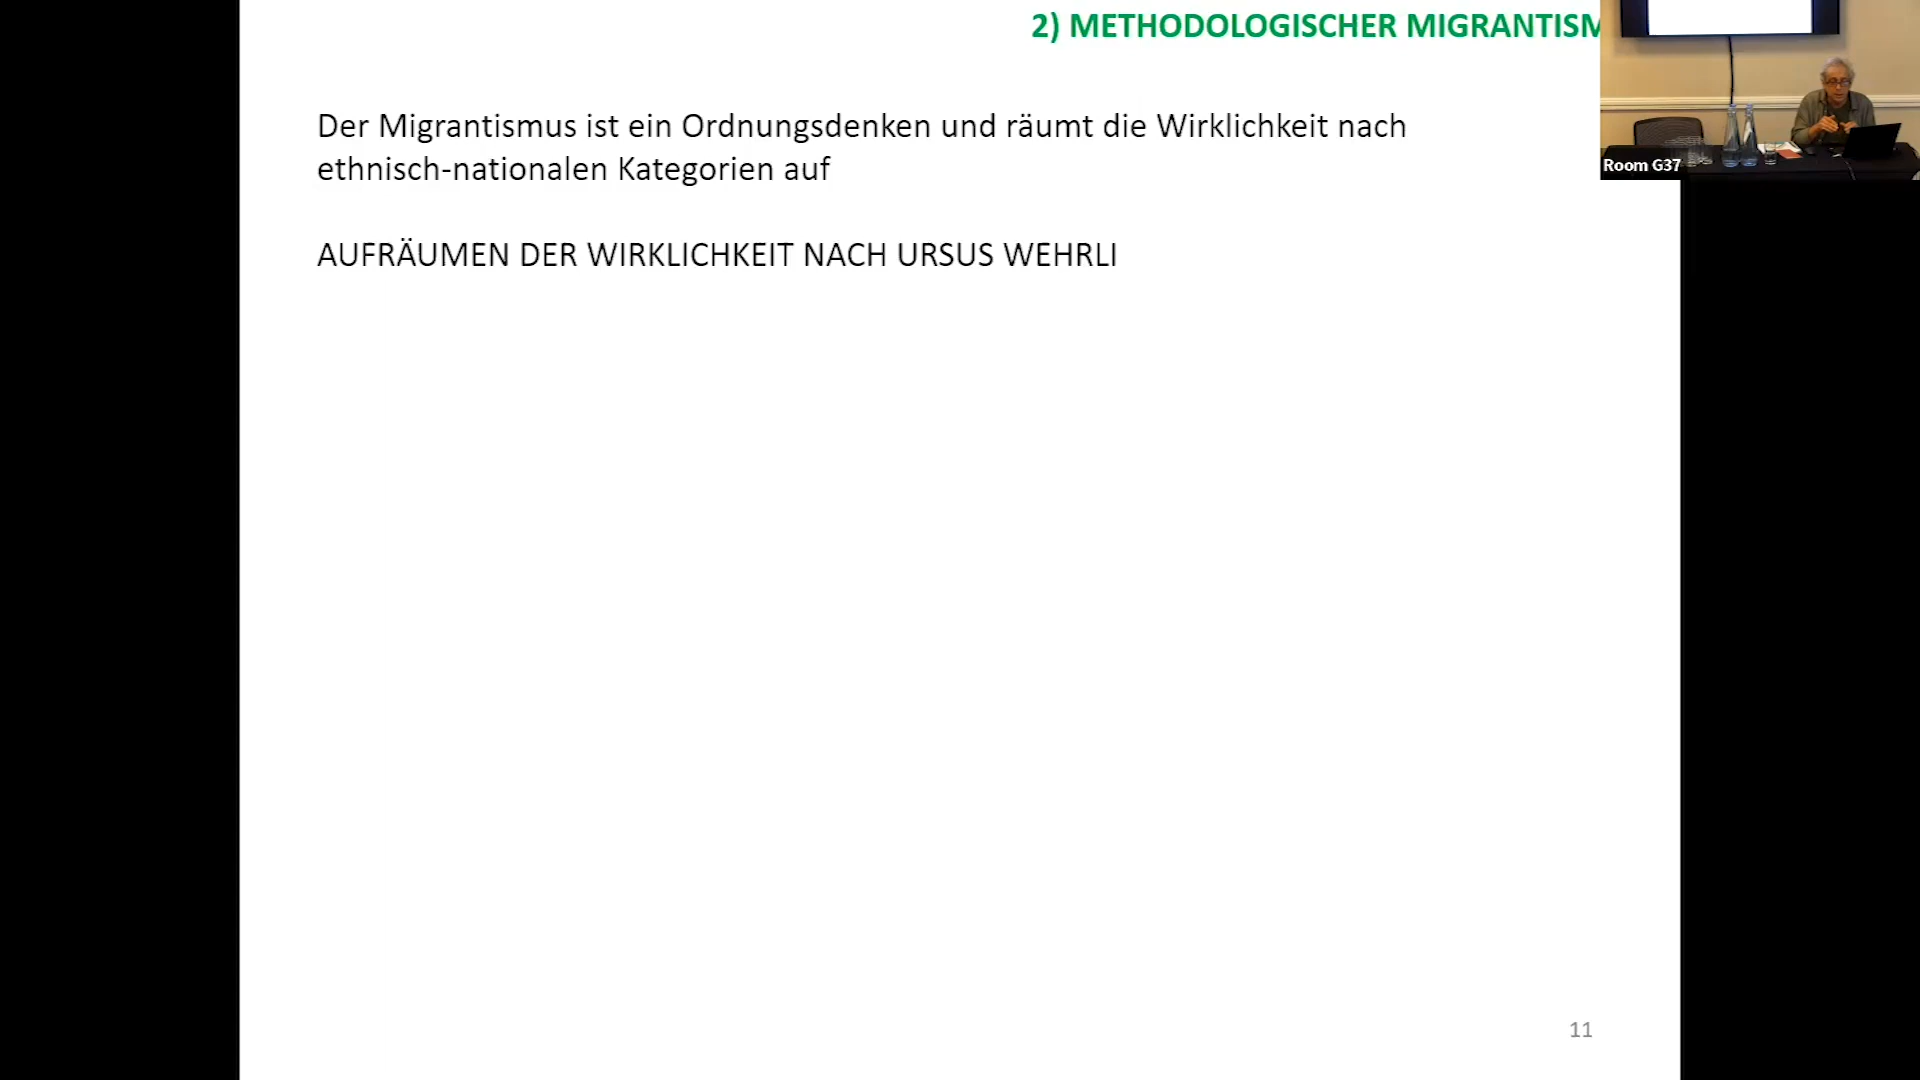 2) METHODOLOGISCHER MIGRANTISM
Der Migrantismus ist ein Ordnungsdenken und räumt die Wirklichkeit nach
ethnisch-nationalen Kategorien auf
AUFRÄUMEN DER WIRKLICHKEIT NACH URSUS WEHRLI
Room G37
11